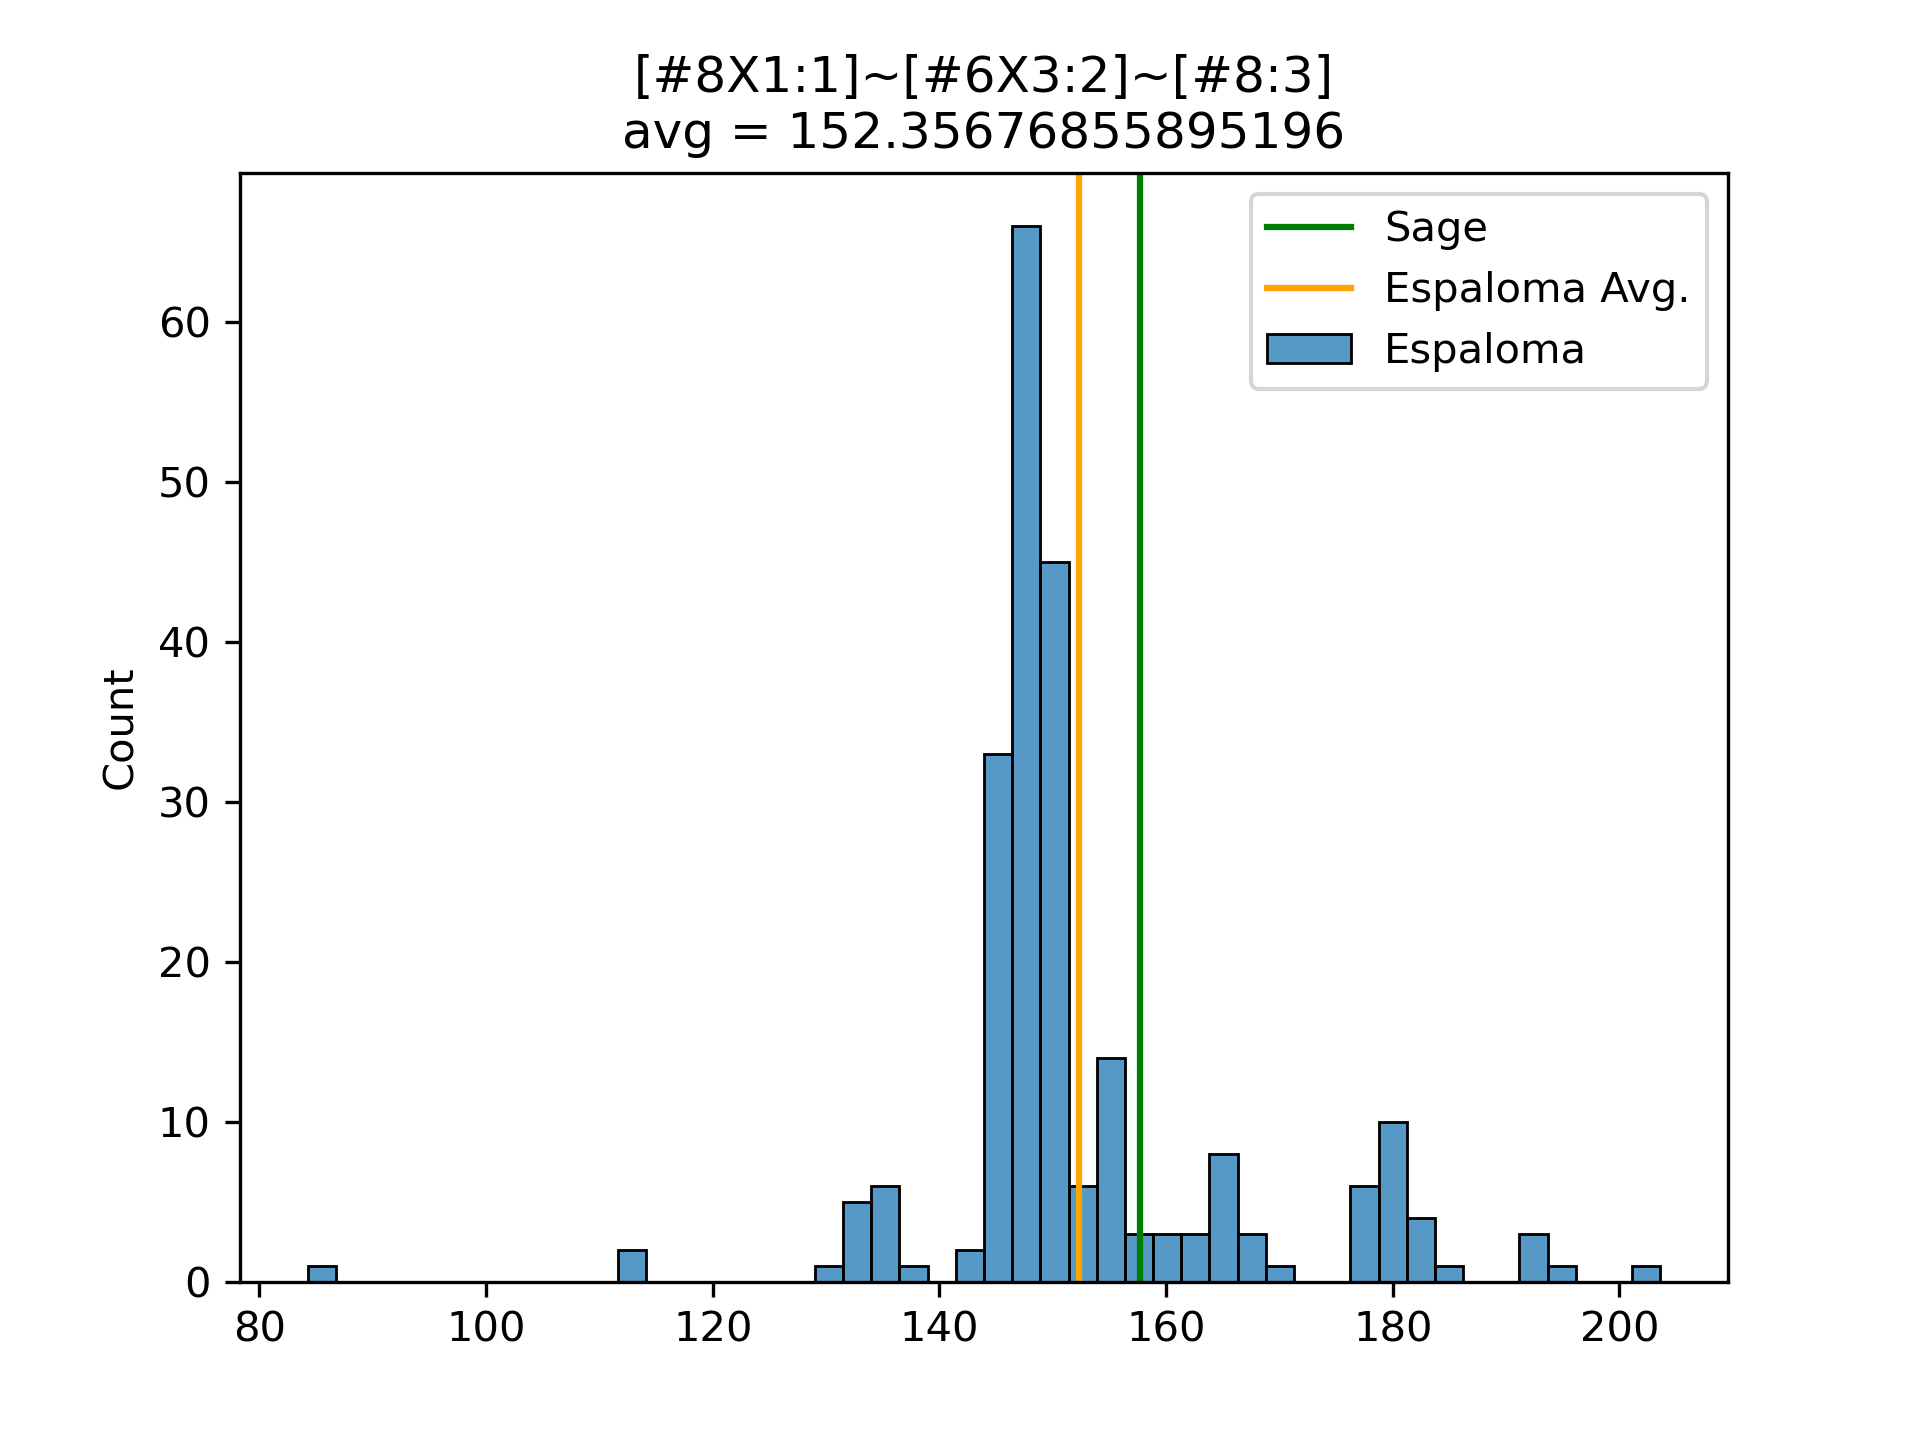 [#8X1:1]~[#6X3:2]~[#8:3]
avg = 152.35676855895196
Sage
Espaloma Avg.
Espaloma
Count
60
50
40
30
20
10
0
80 100 120 140 160 180 200